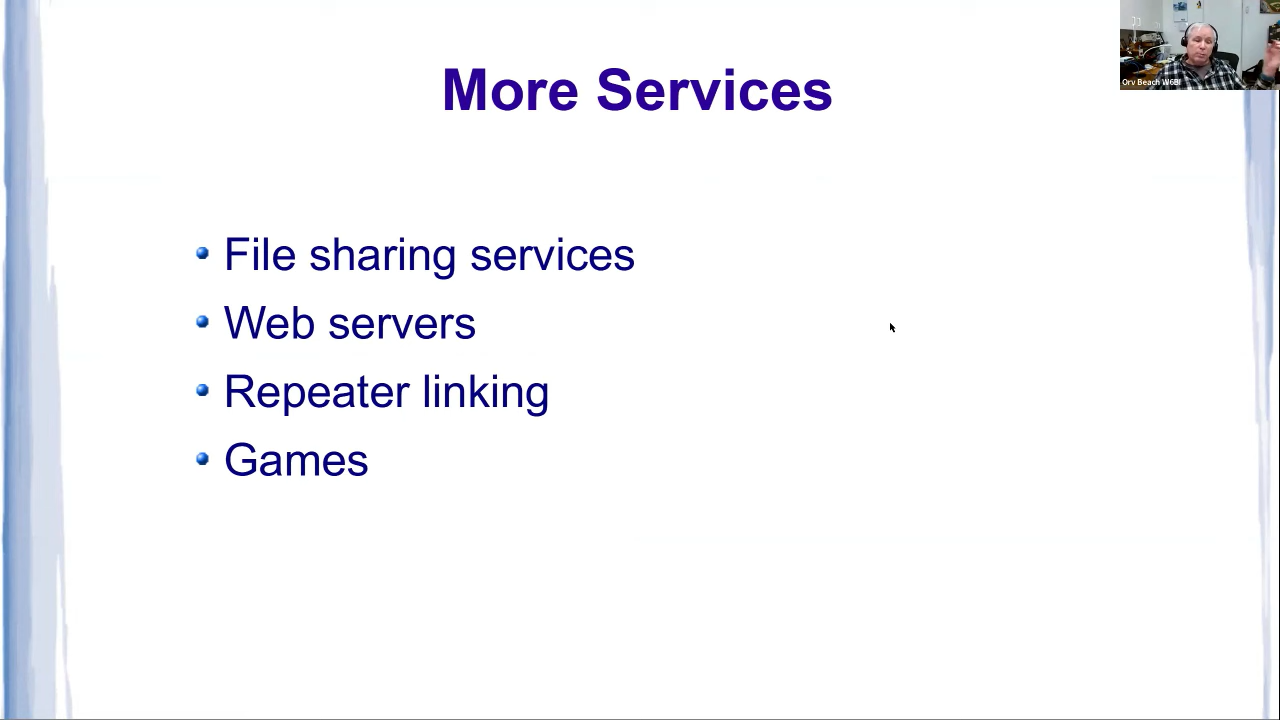 More Services
Orv Beach W6BI
File sharing services
Web servers
Repeater linking
Games